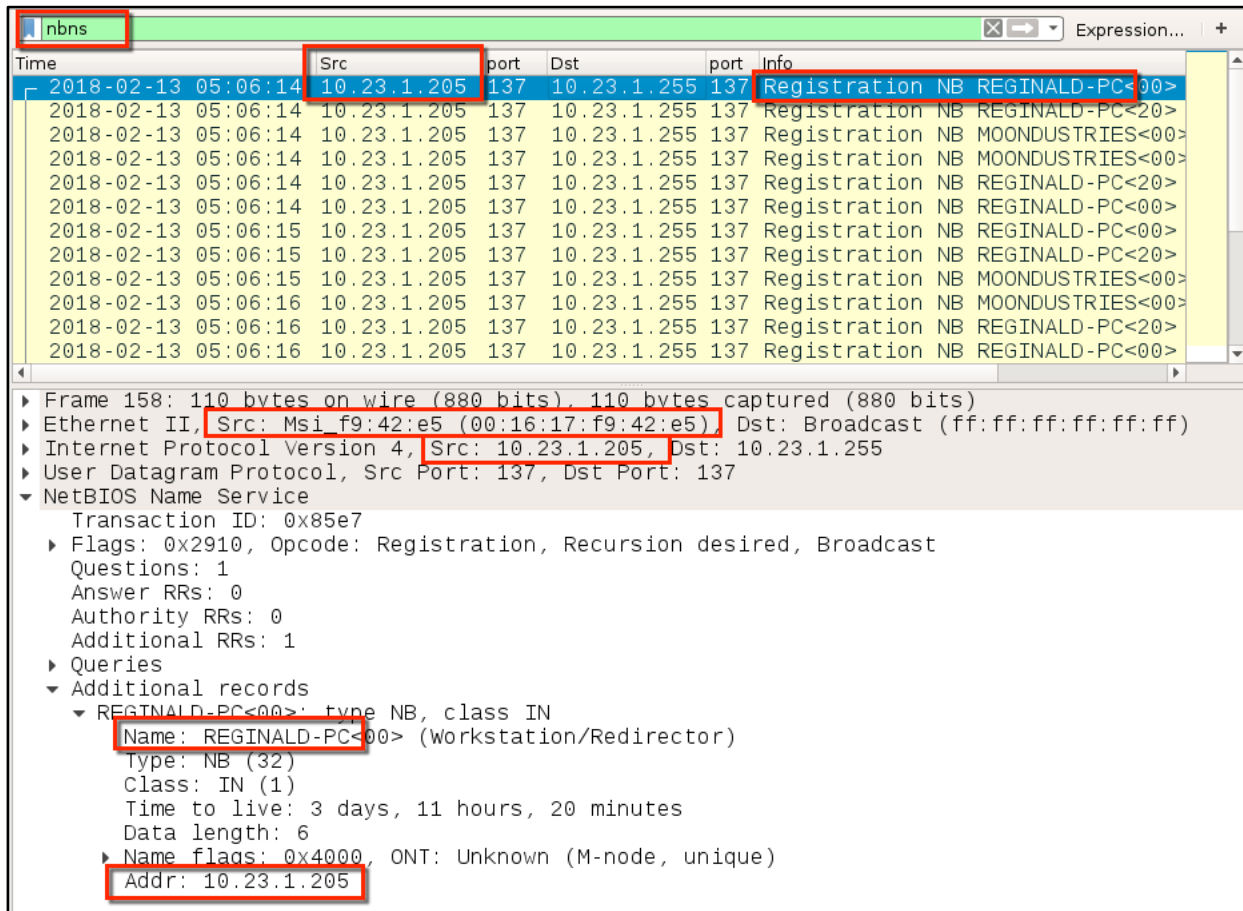 nbns Expression... +
Time Src port Dst port Info
2018-02-13 05:06:14 10.23.1.205 137 10.23.1.255 137 Registration NB REGINALD-PC<00>
2018-02-13 05:06:14 10.23.1.205 137 10.23.1.255 137 Registration NB REGINALD-PC<20>
2018-02-13 05:06:14 10.23.1.205 137 10.23.1.255 137 Registration NB MOONDUSTRIES<00>
2018-02-13 05:06:14 10.23.1.205 137 10.23.1.255 137 Registration NB MOONDUSTRIES<00>
2018-02-13 05:06:14 10.23.1.205 137 10.23.1.255 137 Registration NB REGINALD-PC<20>
2018-02-13 05:06:14 10.23.1.205 137 10.23.1.255 137 Registration NB REGINALD-PC<00>
2018-02-13 05:06:15 10.23.1.205 137 10.23.1.255 137 Registration NB REGINALD-PC<00>
2018-02-13 05:06:15 10.23.1.205 137 10.23.1.255 137 Registration NB REGINALD-PC<20>
2018-02-13 05:06:15 10.23.1.205 137 10.23.1.255 137 Registration NB MOONDUSTRIES<00>
2018-02-13 05:06:16 10.23.1.205 137 10.23.1.255 137 Registration NB MOONDUSTRIES<00>
2018-02-13 05:06:16 10.23.1.205 137 10.23.1.255 137 Registration NB REGINALD-PC<20>
2018-02-13 05:06:16 10.23.1.205 137 10.23.1.255 137 Registration NB REGINALD-PC<00>
Frame 158: 110 bytes on wire (880 bits), 110 bytes captured (880 bits)
Ethernet II, Src: Msi_f9:42:e5 (00:16:17:f9:42:e5), Dst: Broadcast (ff:ff:ff:ff:ff:ff)
Internet Protocol Version 4, Src: 10.23.1.205, Dst: 10.23.1.255
User Datagram Protocol, Src Port: 137, Dst Port: 137
NetBIOS Name Service
Transaction ID: 0x85e7
Flags: 0x2910, Opcode: Registration, Recursion desired, Broadcast
Questions: 1
Answer RRs: 0
Authority RRs: 0
Additional RRs: 1
Queries
Additional records
REGINALD-PC<00>: type NB, class IN
Name: REGINALD-PC<00> (Workstation/Redirector)
Type: NB (32)
Class: IN (1)
Time to live: 3 days, 11 hours, 20 minutes
Data length: 6
Name flags: 0x4000, ONT: Unknown (M-node, unique)
Addr: 10.23.1.205